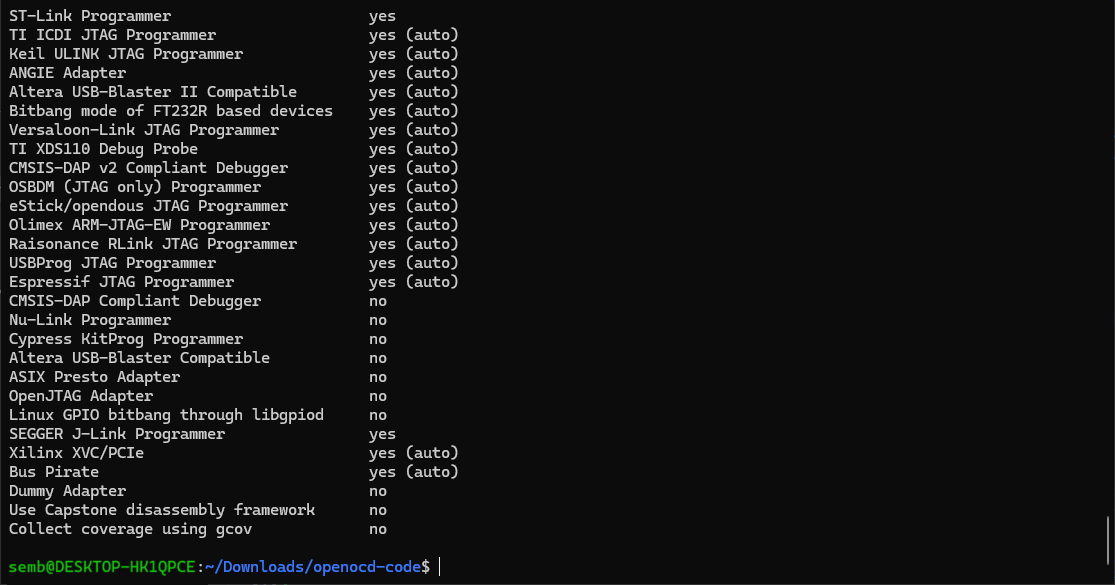 ST-Link Programmer yes
TI ICDI JTAG Programmer yes (auto)
Keil ULINK JTAG Programmer yes (auto)
ANGIE Adapter yes (auto)
Altera USB-Blaster II Compatible yes (auto)
Bitbang mode of FT232R based devices yes (auto)
Versaloon-Link JTAG Programmer yes (auto)
TI XDS110 Debug Probe yes (auto)
CMSIS-DAP v2 Compliant Debugger yes (auto)
OSBDM (JTAG only) Programmer yes (auto)
eStick/opendous JTAG Programmer yes (auto)
Olimex ARM-JTAG-EW Programmer yes (auto)
Raisonance RLink JTAG Programmer yes (auto)
USBProg JTAG Programmer yes (auto)
Espressif JTAG Programmer yes (auto)
CMSIS-DAP Compliant Debugger no
Nu-Link Programmer no
Cypress KitProg Programmer no
Altera USB-Blaster Compatible no
ASIX Presto Adapter no
OpenJTAG Adapter no
Linux GPIO bitbang through libgpiod no
SEGGER J-Link Programmer yes
Xilinx XVC/PCIe yes (auto)
Bus Pirate yes (auto)
Dummy Adapter no
Use Capstone disassembly framework no
Collect coverage using gcov no
semb@DESKTOP-HK1QPCE:~/Downloads/openocd-code$